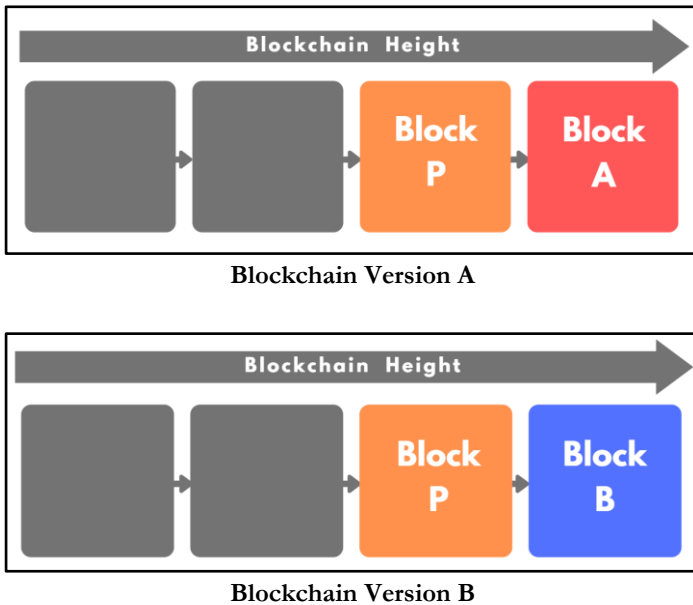 Blockchain Height
Block
P
Block
A
Blockchain Version A
Blockchain Height
Block
P
Block
B
Blockchain Version B